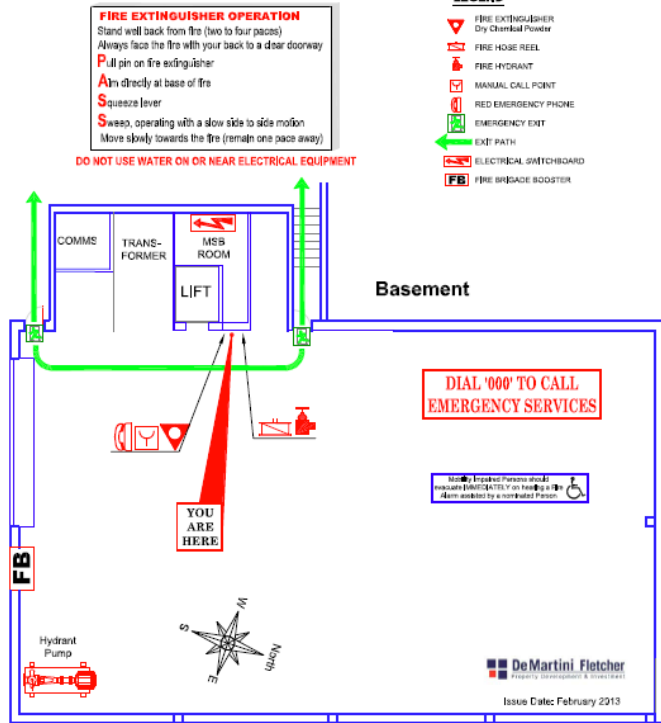 FIRE EXTINGUISHER OPERATION
Stand well back from fire (two to four paces)
Always face the fire with your back to a clear doorway
Pull pin on fire extinguisher
Aim directly at base of fire
Squeeze lever
Sweep, operating with a slow side to side motion
Move slowly towards the fire (remain one pace away)
DO NOT USE WATER ON OR NEAR ELECTRICAL EQUIPMENT
LEGEND
FIRE EXTINGUISHER
Dry Chemical Powder
FIRE HOSE REEL
FIRE HYDRANT
MANUAL CALL POINT
RED EMERGENCY PHONE
EMERGENCY EXIT
EXIT PATH
ELECTRICAL SWITCHBOARD
FB FIRE BRIGADE BOOSTER
COMMS
TRANS-
FORMER
MSB
ROOM
LIFT
Basement
DIAL '000' TO CALL
EMERGENCY SERVICES
Mobility Impaired Persons should
evacuate IMMEDIATELY on hearing a Fire
Alarm assisted by a nominated Person
YOU
ARE
HERE
FB
Hydrant
Pump
W
S
North
E
De Martini Fletcher
Property Development & Investment
Issue Date: February 2013